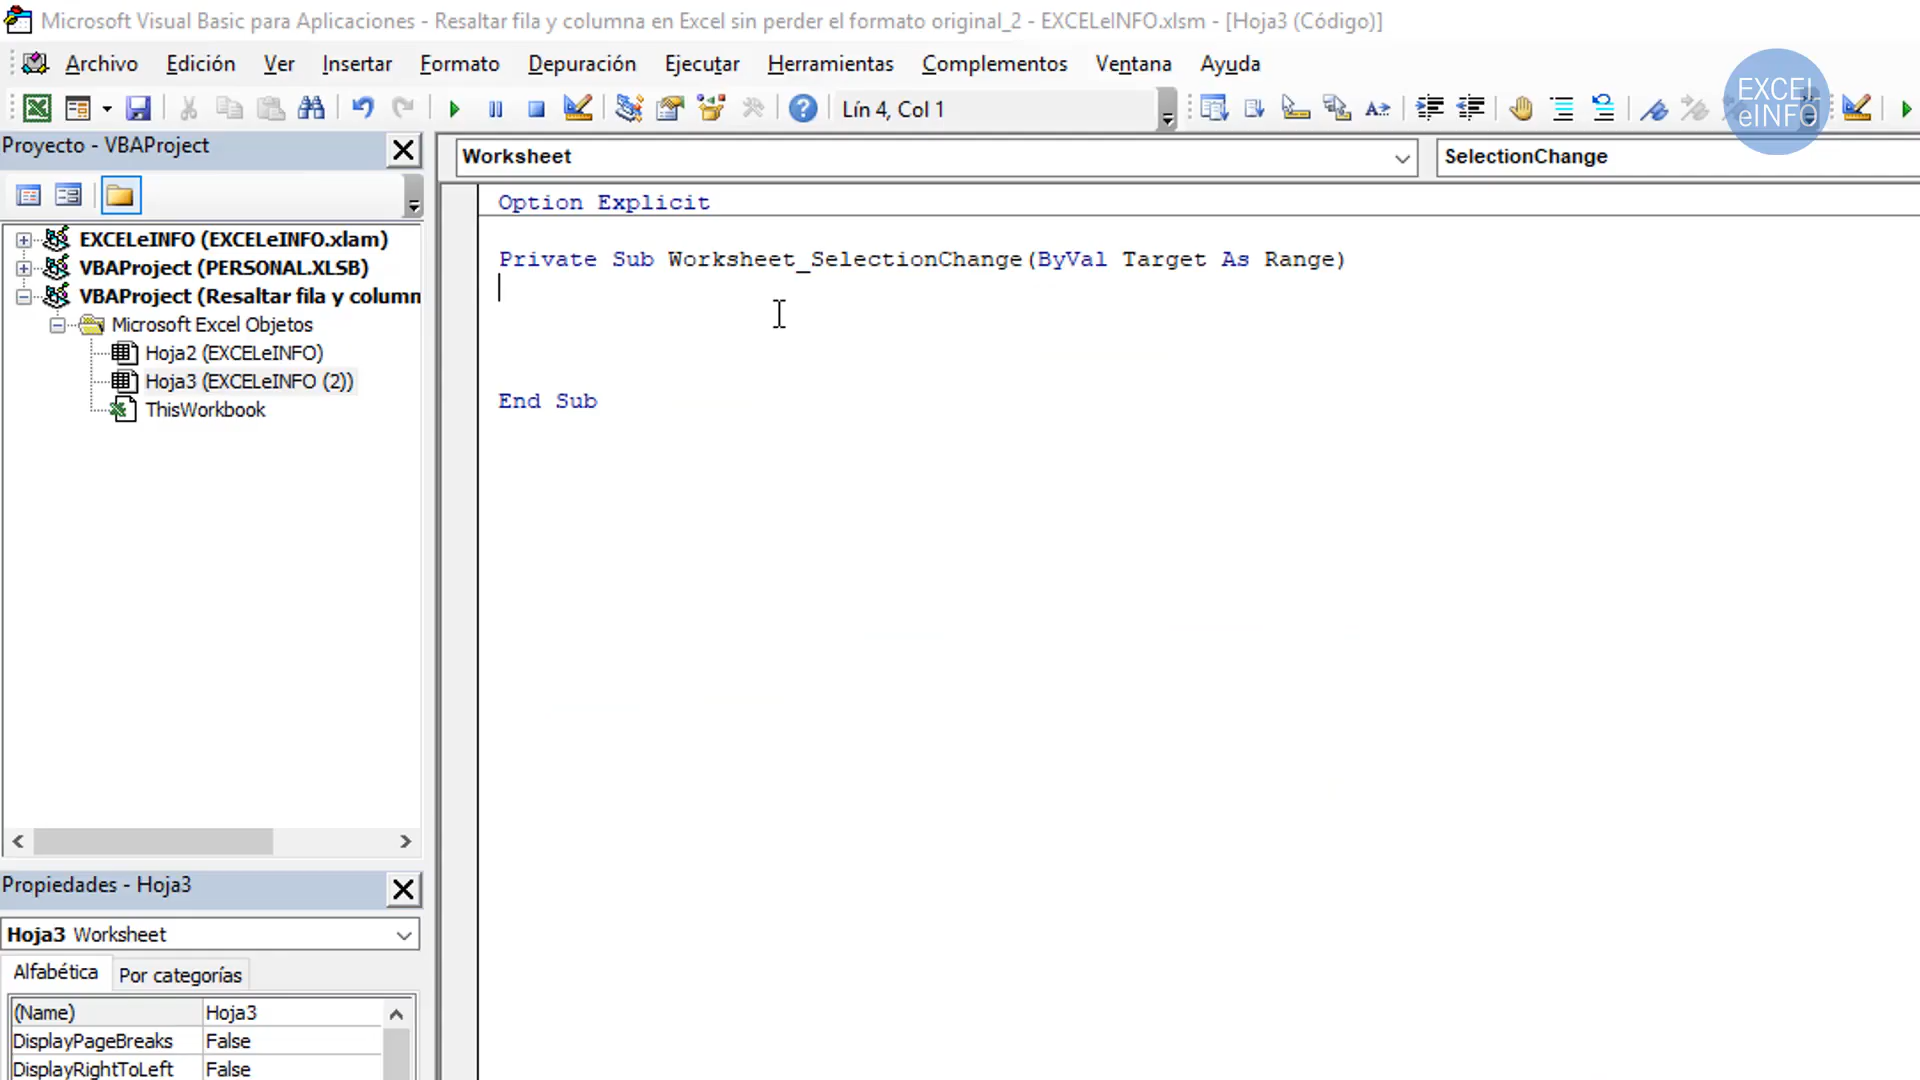 Microsoft Visual Basic para Aplicaciones - Resaltar fila y columna en Excel sin perder el formato original_2 - EXCELeINFO.xlsm - [Hoja3 (Código)]
Archivo Edición Ver Insertar Formato Depuración Ejecutar Herramientas Complementos Ventana Ayuda
EXCEL
eINFO
Lín 4, Col 1
Proyecto - VBAProject
Worksheet
SelectionChange
Option Explicit
Private Sub Worksheet_SelectionChange(ByVal Target As Range)
End Sub
EXCELeINFO (EXCELeINFO.xlam)
VBAProject (PERSONAL.XLSB)
VBAProject (Resaltar fila y column
Microsoft Excel Objetos
Hoja2 (EXCELeINFO)
Hoja3 (EXCELeINFO (2))
ThisWorkbook
Propiedades - Hoja3
Hoja3 Worksheet
Alfabética Por categorías
(Name) Hoja3
DisplayPageBreaks False
DisplayRightToLeft False